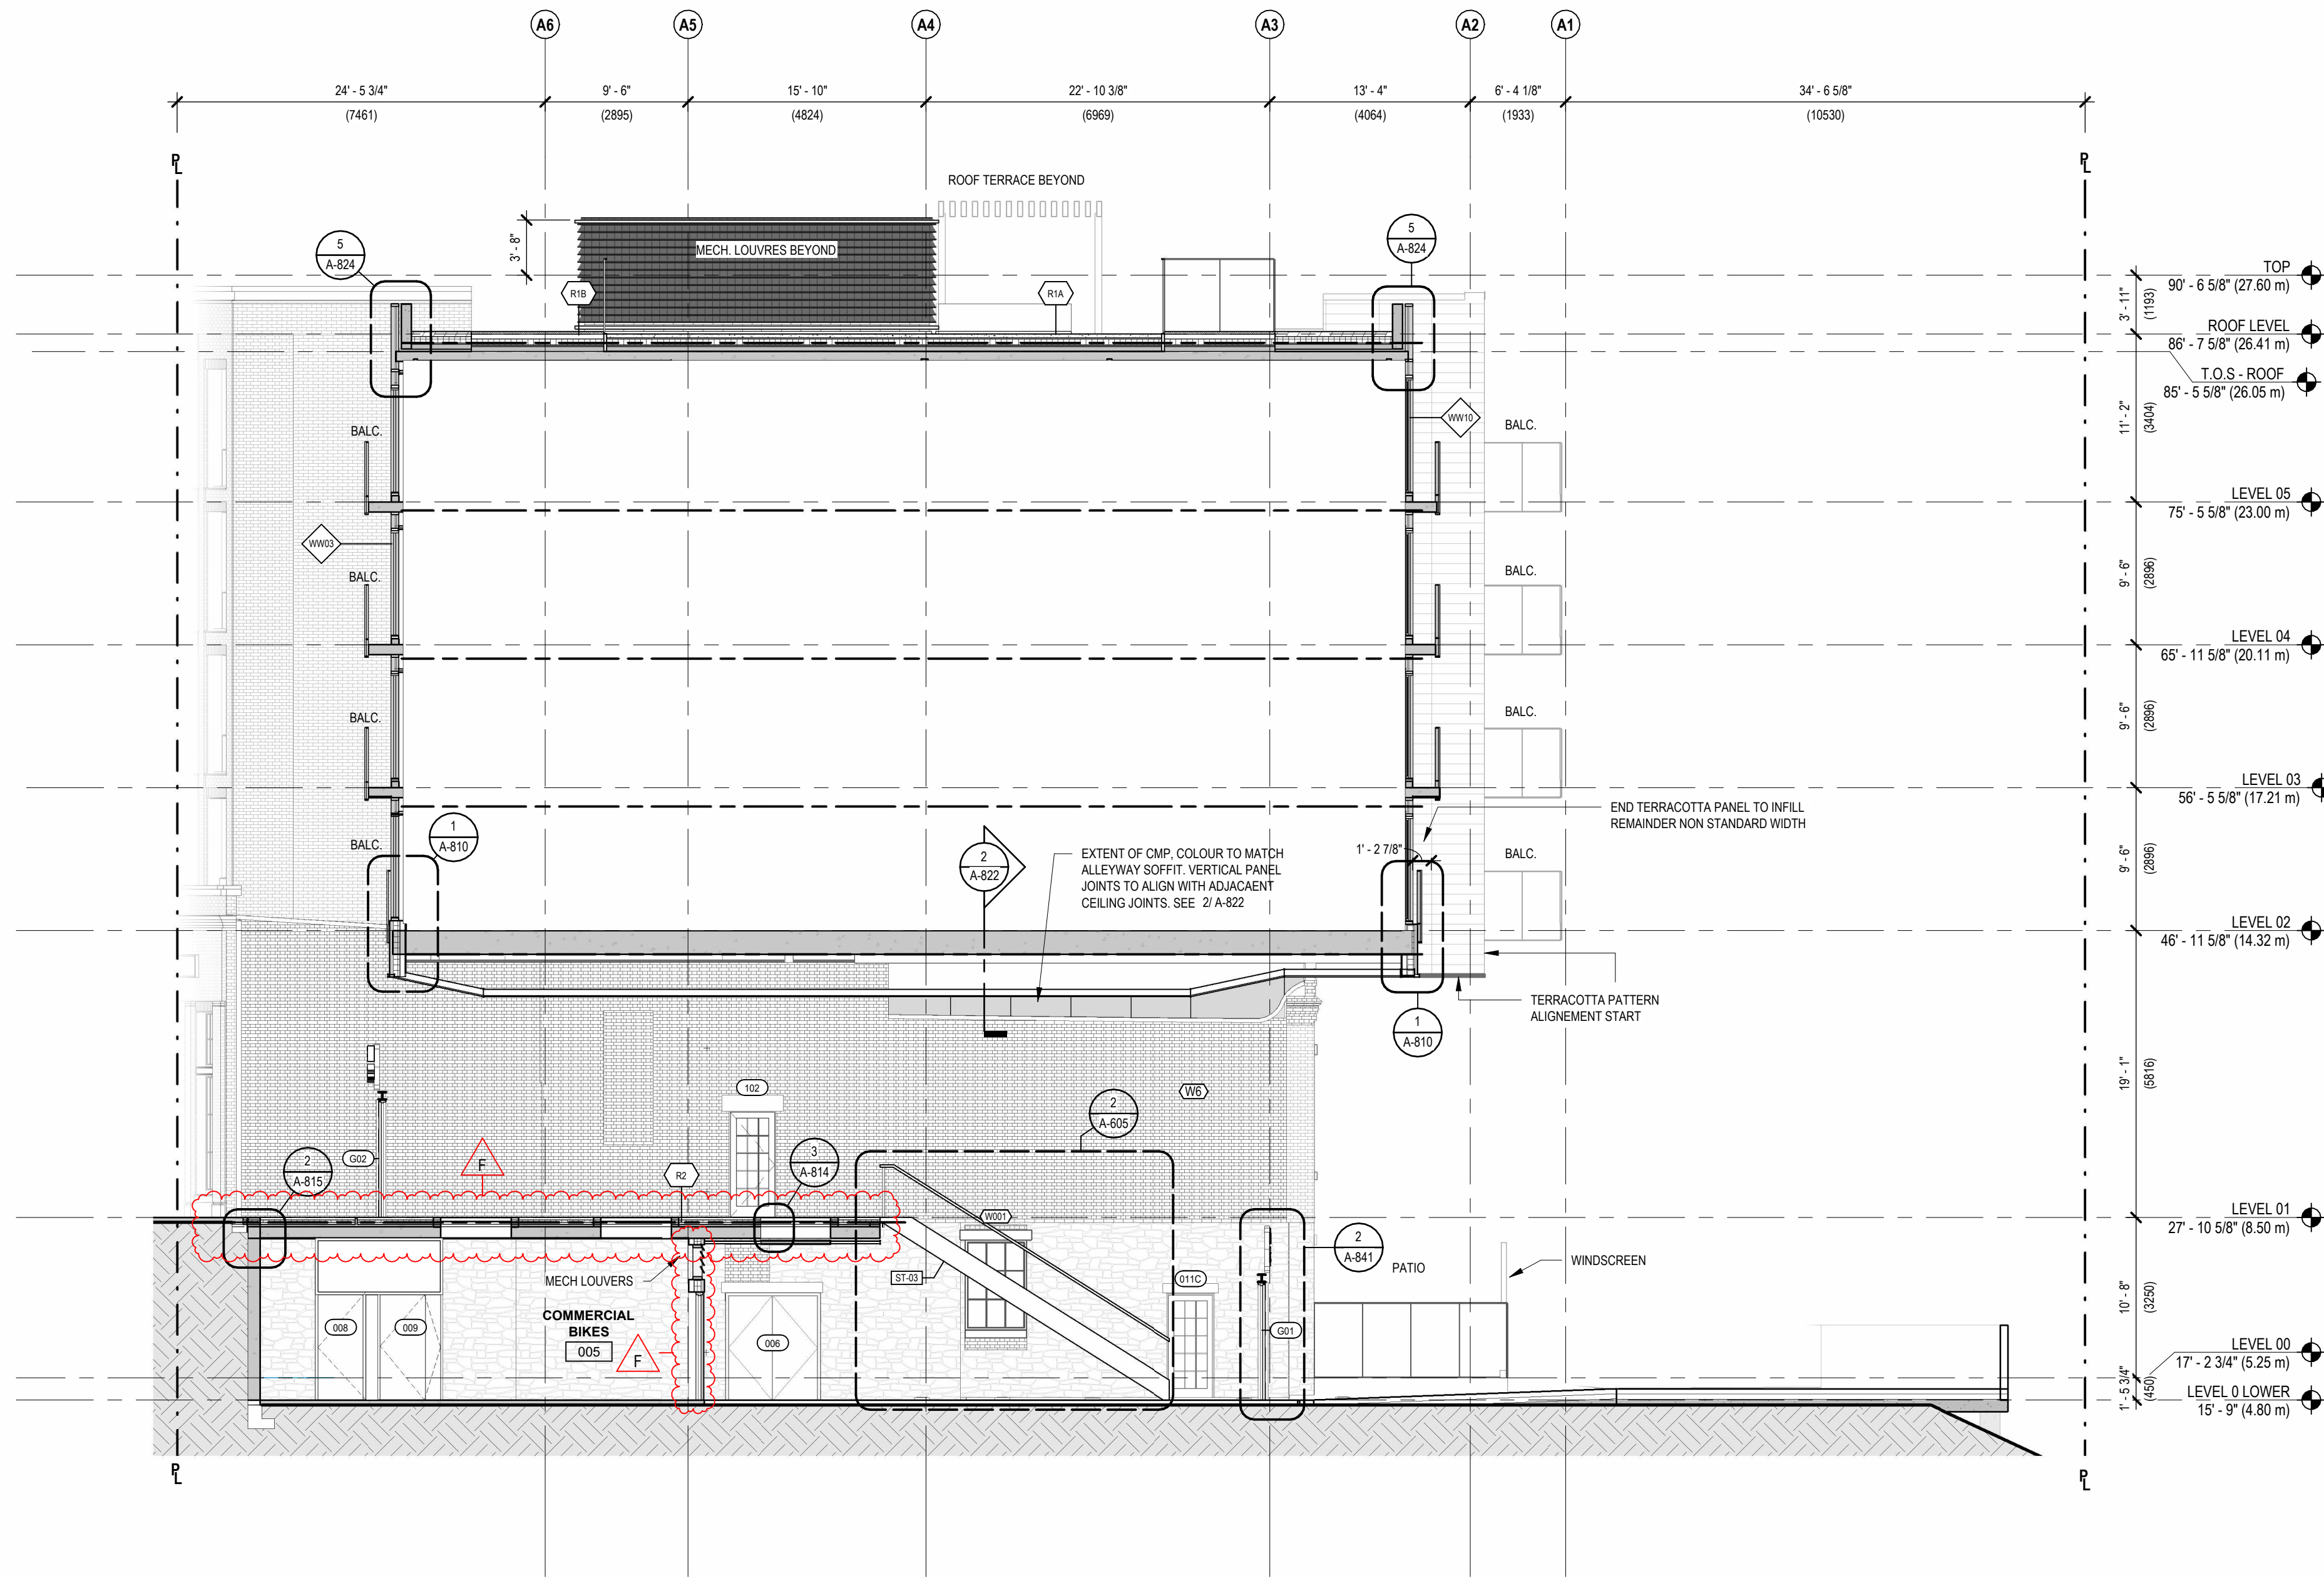 A6
A5
A4
A3
A2
A1
24' - 5 3/4"
(7461)
9' - 6"
(2895)
15' - 10"
(4824)
22' - 10 3/8"
(6969)
13' - 4"
(4064)
6' - 4 1/8"
(1933)
34' - 6 5/8"
(10530)
PL
PL
ROOF TERRACE BEYOND
3' - 8"
MECH. LOUVRES BEYOND
5
A-824
5
A-824
R1B
R1A
TOP
90' - 6 5/8" (27.60 m)
3' - 11"
(1193)
ROOF LEVEL
86' - 7 5/8" (26.41 m)
T.O.S - ROOF
85' - 5 5/8" (26.05 m)
11' - 2"
(3404)
BALC.
WW10
BALC.
LEVEL 05
75' - 5 5/8" (23.00 m)
WW03
BALC.
BALC.
9' - 6"
(2896)
LEVEL 04
65' - 11 5/8" (20.11 m)
BALC.
BALC.
9' - 6"
(2896)
LEVEL 03
56' - 5 5/8" (17.21 m)
END TERRACOTTA PANEL TO INFILL
REMAINDER NON STANDARD WIDTH
1
A-810
BALC.
2
A-822
EXTENT OF CMP, COLOUR TO MATCH
ALLEYWAY SOFFIT. VERTICAL PANEL
JOINTS TO ALIGN WITH ADJACAENT
CEILING JOINTS. SEE 2/ A-822
1' - 2 7/8"
BALC.
9' - 6"
(2896)
LEVEL 02
46' - 11 5/8" (14.32 m)
TERRACOTTA PATTERN
ALIGNEMENT START
1
A-810
102
W6
2
A-605
19' - 1"
(5816)
G02
F
2
A-815
R2
3
A-814
W001
LEVEL 01
27' - 10 5/8" (8.50 m)
2
A-841
PATIO
WINDSCREEN
MECH LOUVERS
ST-03
011C
10' - 8"
(3250)
COMMERCIAL
BIKES
005
F
008
009
006
G01
LEVEL 00
17' - 2 3/4" (5.25 m)
1' - 5 3/4"
(450)
LEVEL 0 LOWER
15' - 9" (4.80 m)
PL
PL